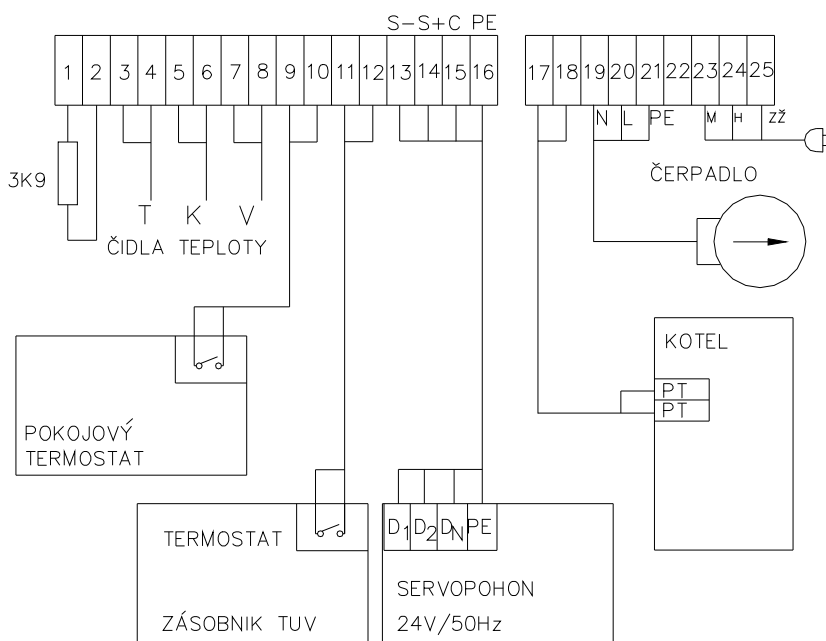 S-S+C PE
1 2 3 4 5 6 7 8 9 10 11 12 13 14 15 16 17 18 19 20 21 22 23 24 25
N L PE M H ZŽ
3K9
T K V
ČIDLA TEPLOTY
ČERPADLO
KOTEL
PT
PT
POKOJOVÝ
TERMOSTAT
TERMOSTAT
ZÁSOBNIK TUV
D1 D2 DN PE
SERVOPOHON
24V/50Hz